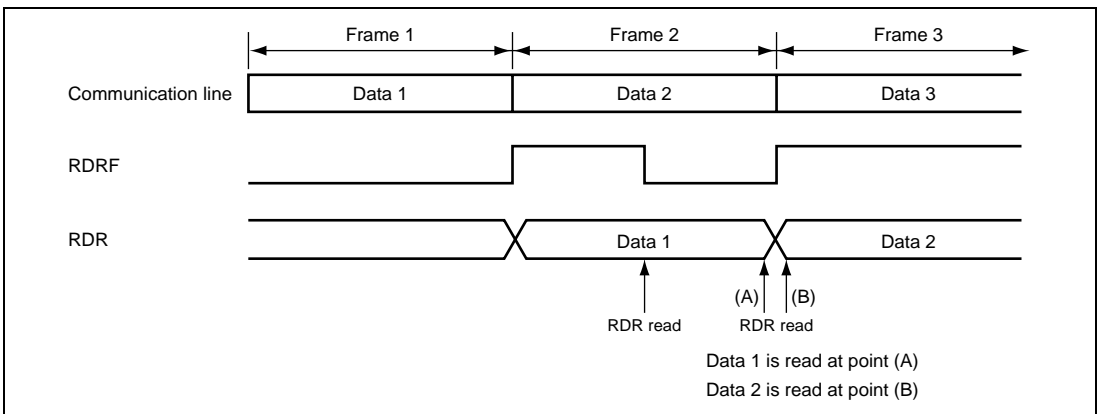 Frame 1 Frame 2 Frame 3
Communication line Data 1 Data 2 Data 3
RDRF
RDR Data 1 Data 2
(A) (B)
RDR read RDR read
Data 1 is read at point (A)
Data 2 is read at point (B)